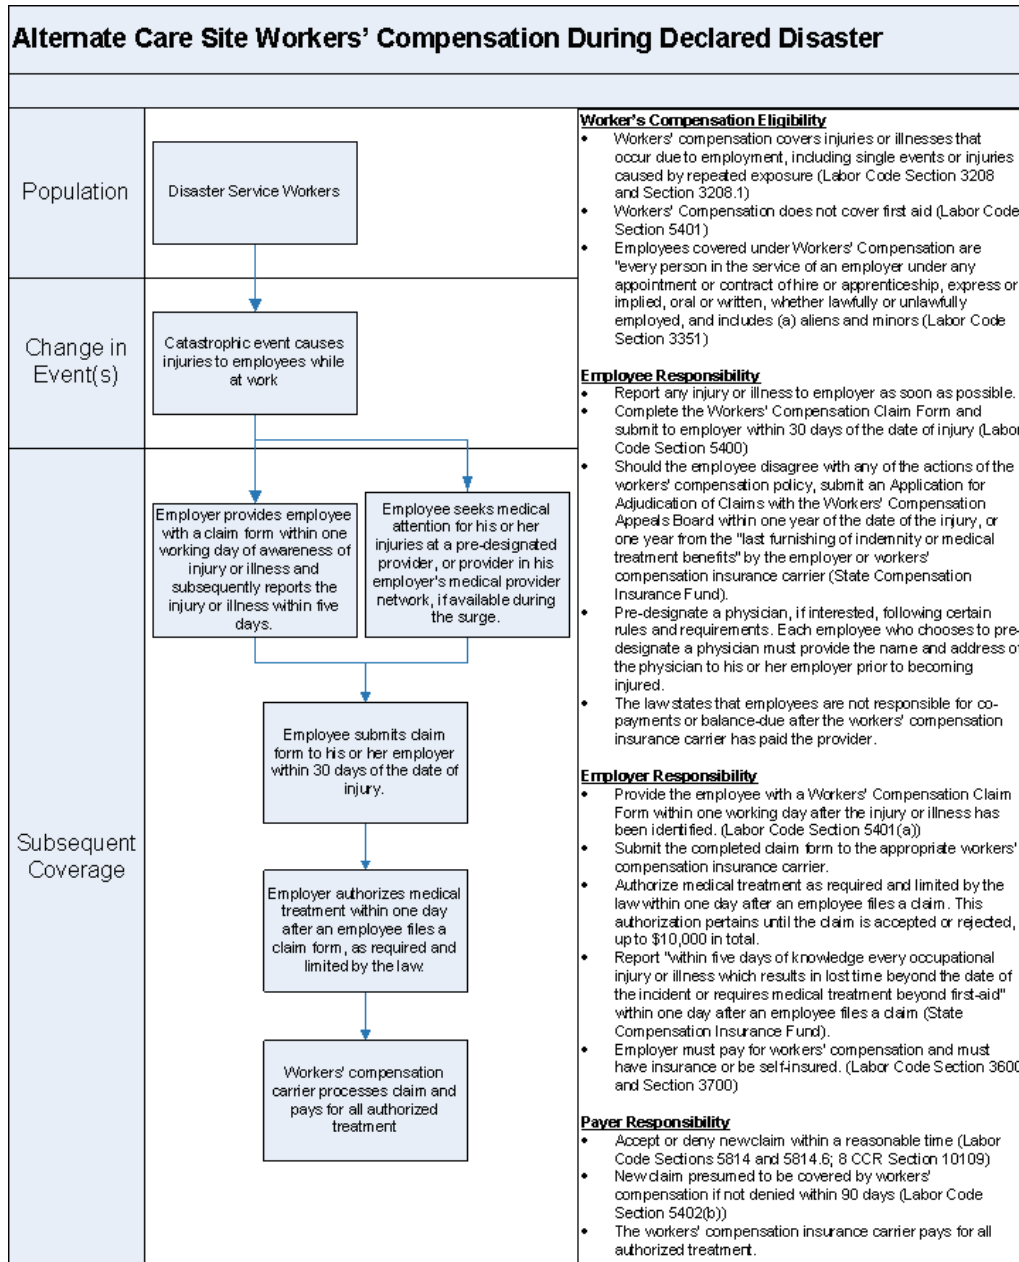 Alternate Care Site Workers' Compensation During Declared Disaster
Population
Disaster Service Workers
Change in
Event(s)
Catastrophic event causes
injuries to employees while
at work
Subsequent
Coverage
Employer provides employee
with a claim form within one
working day of awareness of
injury or illness and
subsequently reports the
injury or illness within five
days.
Employee seeks medical
attention for his or her
injuries at a pre-designated
provider, or provider in his
employer's medical provider
network, if available during
the surge.
Employee submits claim
form to his or her employer
within 30 days of the date of
injury.
Employer authorizes medical
treatment within one day
after an employee files a
claim form, as required and
limited by the law.
Workers' compensation
carrier processes claim and
pays for all authorized
treatment
Worker's Compensation Eligibility
• Workers' compensation covers injuries or illnesses that
occur due to employment, including single events or injuries
caused by repeated exposure (Labor Code Section 3208
and Section 3208.1)
• Workers' Compensation does not cover first aid (Labor Code
Section 5401)
• Employees covered under Workers' Compensation are
"every person in the service of an employer under any
appointment or contract of hire or apprenticeship, express or
implied, oral or written, whether lawfully or unlawfully
employed, and includes (a) aliens and minors (Labor Code
Section 3351)
Employee Responsibility
• Report any injury or illness to employer as soon as possible.
• Complete the Workers' Compensation Claim Form and
submit to employer within 30 days of the date of injury (Labor
Code Section 5400)
• Should the employee disagree with any of the actions of the
workers' compensation policy, submit an Application for
Adjudication of Claims with the Workers' Compensation
Appeals Board within one year of the date of the injury, or
one year from the "last furnishing of indemnity or medical
treatment benefits" by the employer or workers'
compensation insurance carrier (State Compensation
Insurance Fund).
• Pre-designate a physician, if interested, following certain
rules and requirements. Each employee who chooses to pre-
designate a physician must provide the name and address of
the physician to his or her employer prior to becoming
injured.
• The law states that employees are not responsible for co-
payments or balance-due after the workers' compensation
insurance carrier has paid the provider.
Employer Responsibility
• Provide the employee with a Workers' Compensation Claim
Form within one working day after the injury or illness has
been identified. (Labor Code Section 5401(a))
• Submit the completed claim form to the appropriate workers'
compensation insurance carrier.
• Authorize medical treatment as required and limited by the
law within one day after an employee files a claim. This
authorization pertains until the claim is accepted or rejected,
up to $10,000 in total.
• Report "within five days of knowledge every occupational
injury or illness which results in lost time beyond the date of
the incident or requires medical treatment beyond first-aid"
within one day after an employee files a claim (State
Compensation Insurance Fund).
• Employer must pay for workers' compensation and must
have insurance or be self-insured. (Labor Code Section 3600
and Section 3700)
Payer Responsibility
• Accept or deny new claim within a reasonable time (Labor
Code Sections 5814 and 5814.6; 8 CCR Section 10109)
• New claim presumed to be covered by workers'
compensation if not denied within 90 days (Labor Code
Section 5402(b))
• The workers' compensation insurance carrier pays for all
authorized treatment.